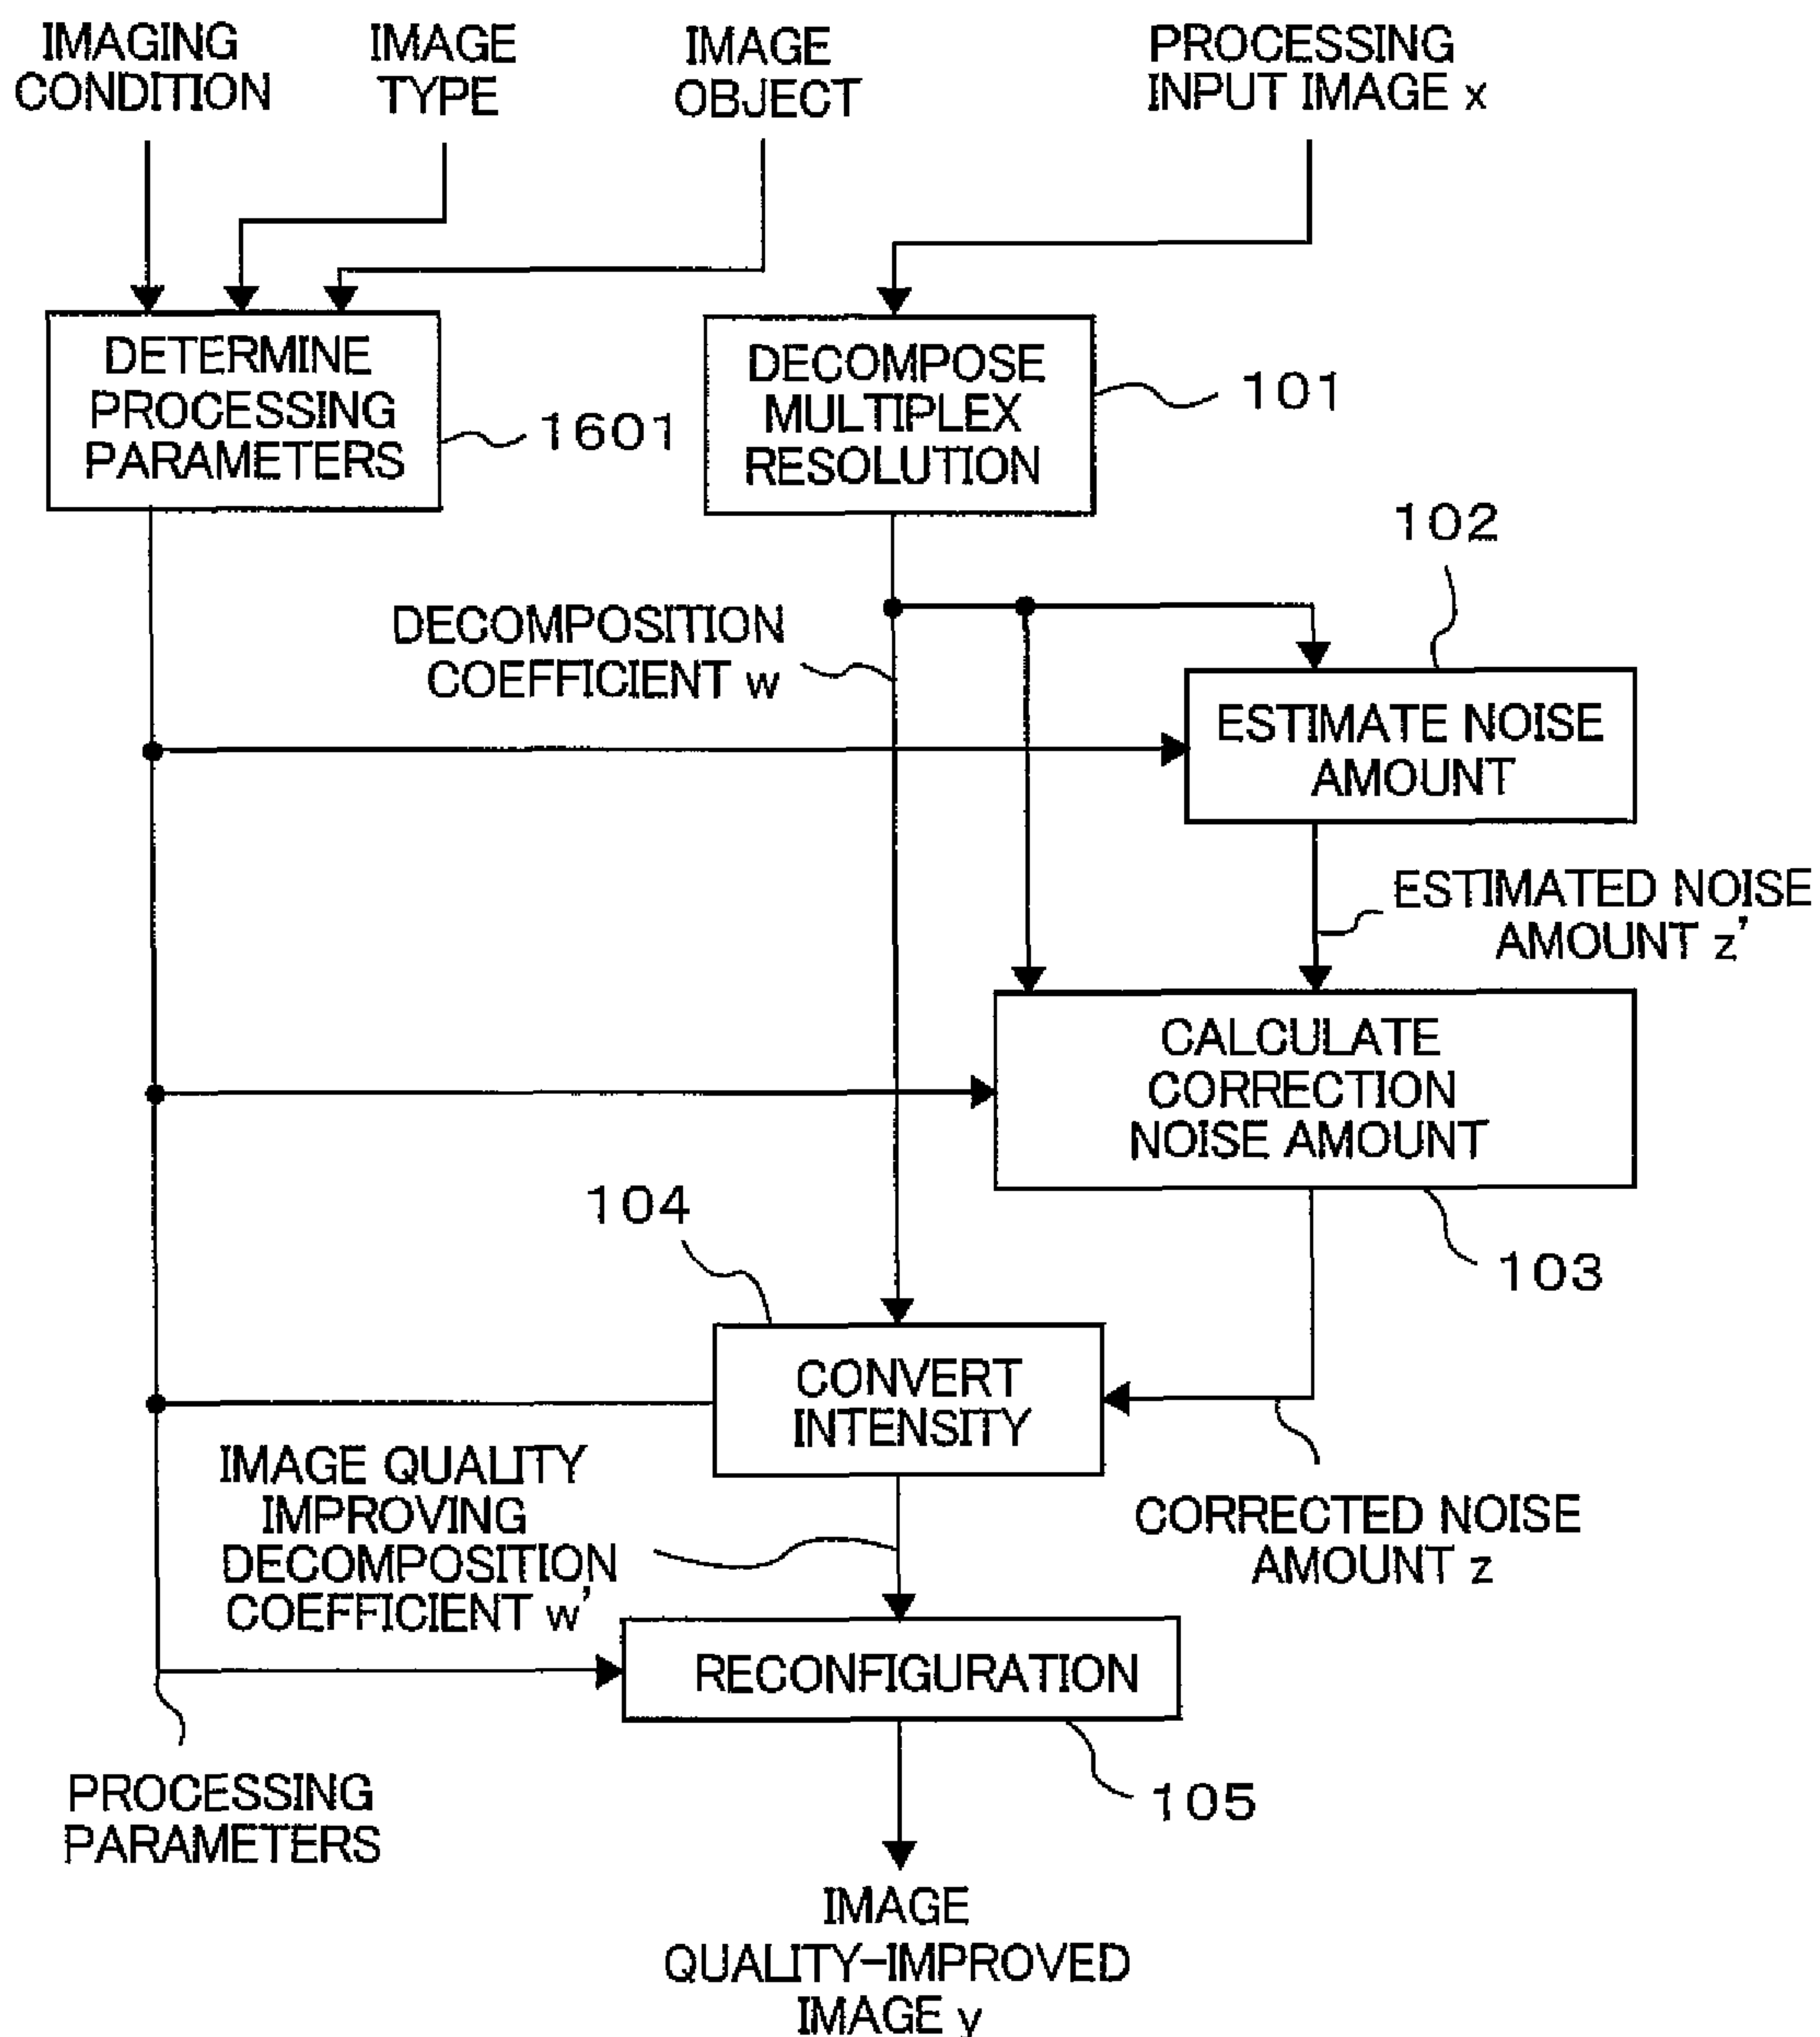 IMAGING
CONDITION
IMAGE
TYPE
IMAGE
OBJECT
PROCESSING
INPUT IMAGE x
DETERMINE
PROCESSING
PARAMETERS
1601
DECOMPOSE
MULTIPLEX
RESOLUTION
101
102
DECOMPOSITION
COEFFICIENT w
ESTIMATE NOISE
AMOUNT
ESTIMATED NOISE
AMOUNT z'
CALCULATE
CORRECTION
NOISE AMOUNT
103
104
CONVERT
INTENSITY
IMAGE QUALITY
IMPROVING
DECOMPOSITION
COEFFICIENT w'
CORRECTED NOISE
AMOUNT z
RECONFIGURATION
105
PROCESSING
PARAMETERS
IMAGE
QUALITY-IMPROVED
IMAGE y